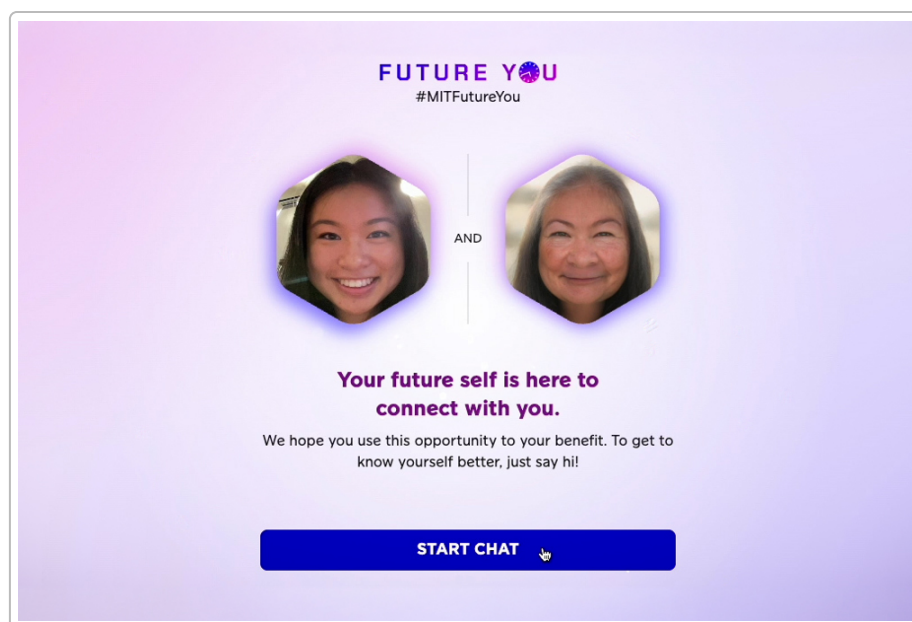 FUTURE YOU
#MITFutureYou
AND
Your future self is here to
connect with you.
We hope you use this opportunity to your benefit. To get to
know yourself better, just say hi!
START CHAT